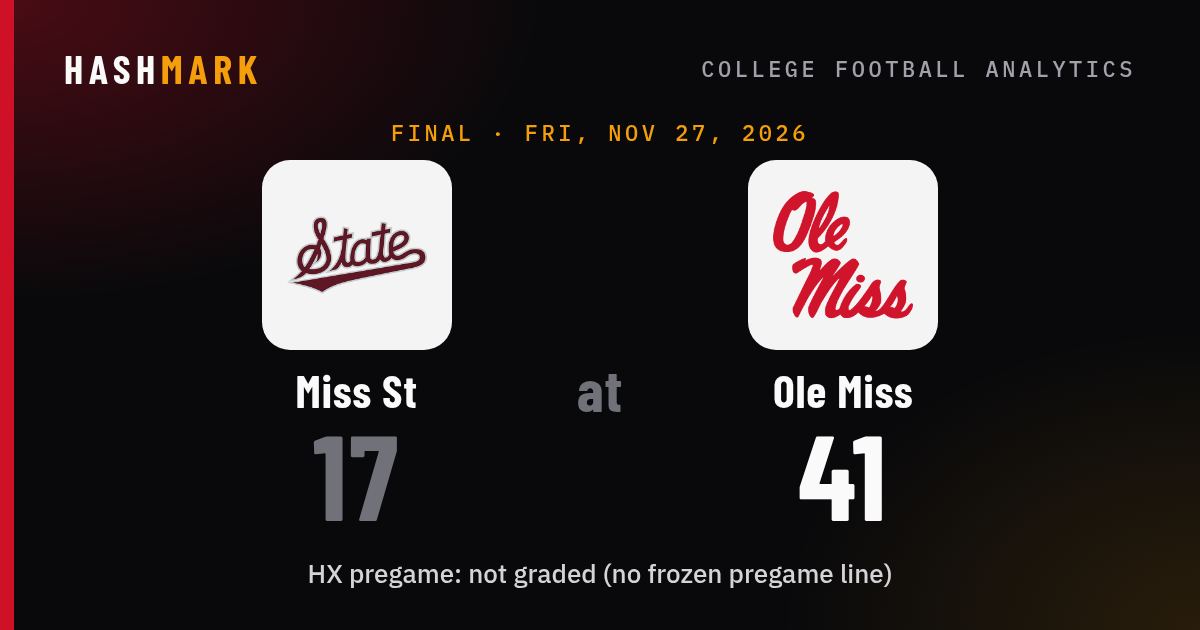 HASHMARK
COLLEGE FOOTBALL ANALYTICS
FINAL · FRI, NOV 27, 2026
State
Ole
Miss
Miss St
at
Ole Miss
17
41
HX pregame: not graded (no frozen pregame line)